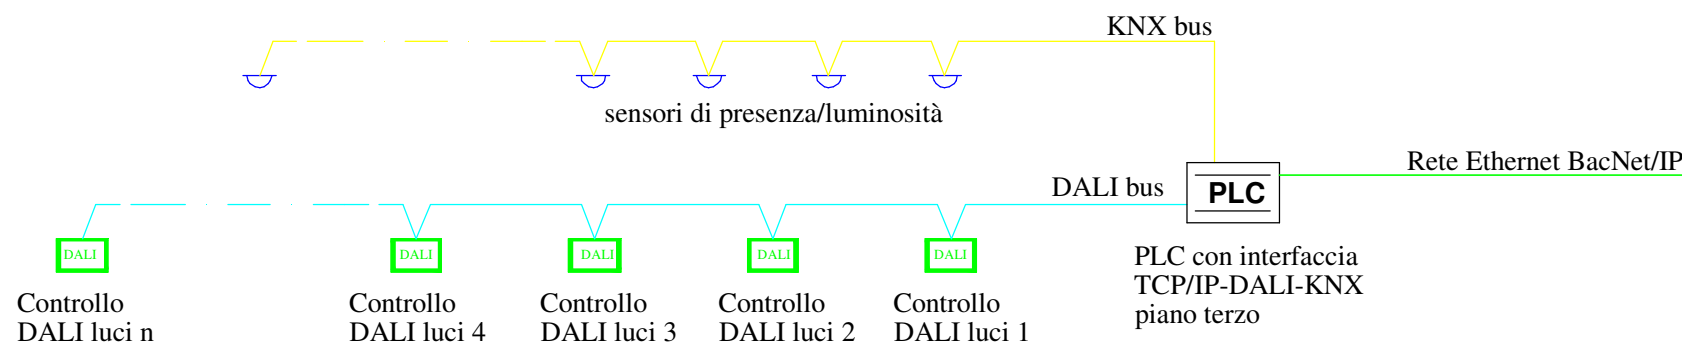 KNX bus
sensori di presenza/luminosità
Rete Ethernet BacNet/IP
DALI bus
PLC
DALI
DALI
DALI
DALI
DALI
PLC con interfaccia
TCP/IP-DALI-KNX
piano terzo
Controllo
DALI luci n
Controllo
DALI luci 4
Controllo
DALI luci 3
Controllo
DALI luci 2
Controllo
DALI luci 1